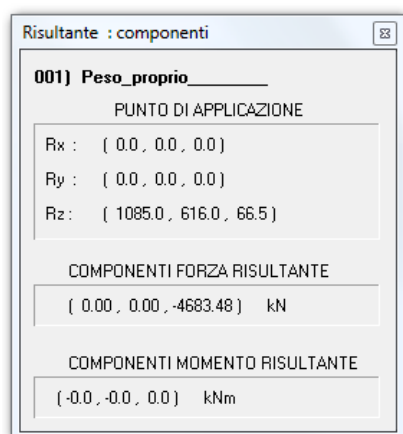 Risultante : componenti
001) Peso_proprio________
PUNTO DI APPLICAZIONE
Rx : ( 0.0 , 0.0, 0.0 )
Ry : ( 0.0 , 0.0, 0.0 )
Rz : ( 1085.0 , 616.0 , 66.5 )
COMPONENTI FORZA RISULTANTE
( 0.00 , 0.00 , -4683.48 ) kN
COMPONENTI MOMENTO RISULTANTE
( -0.0 , -0.0 , 0.0 ) kNm